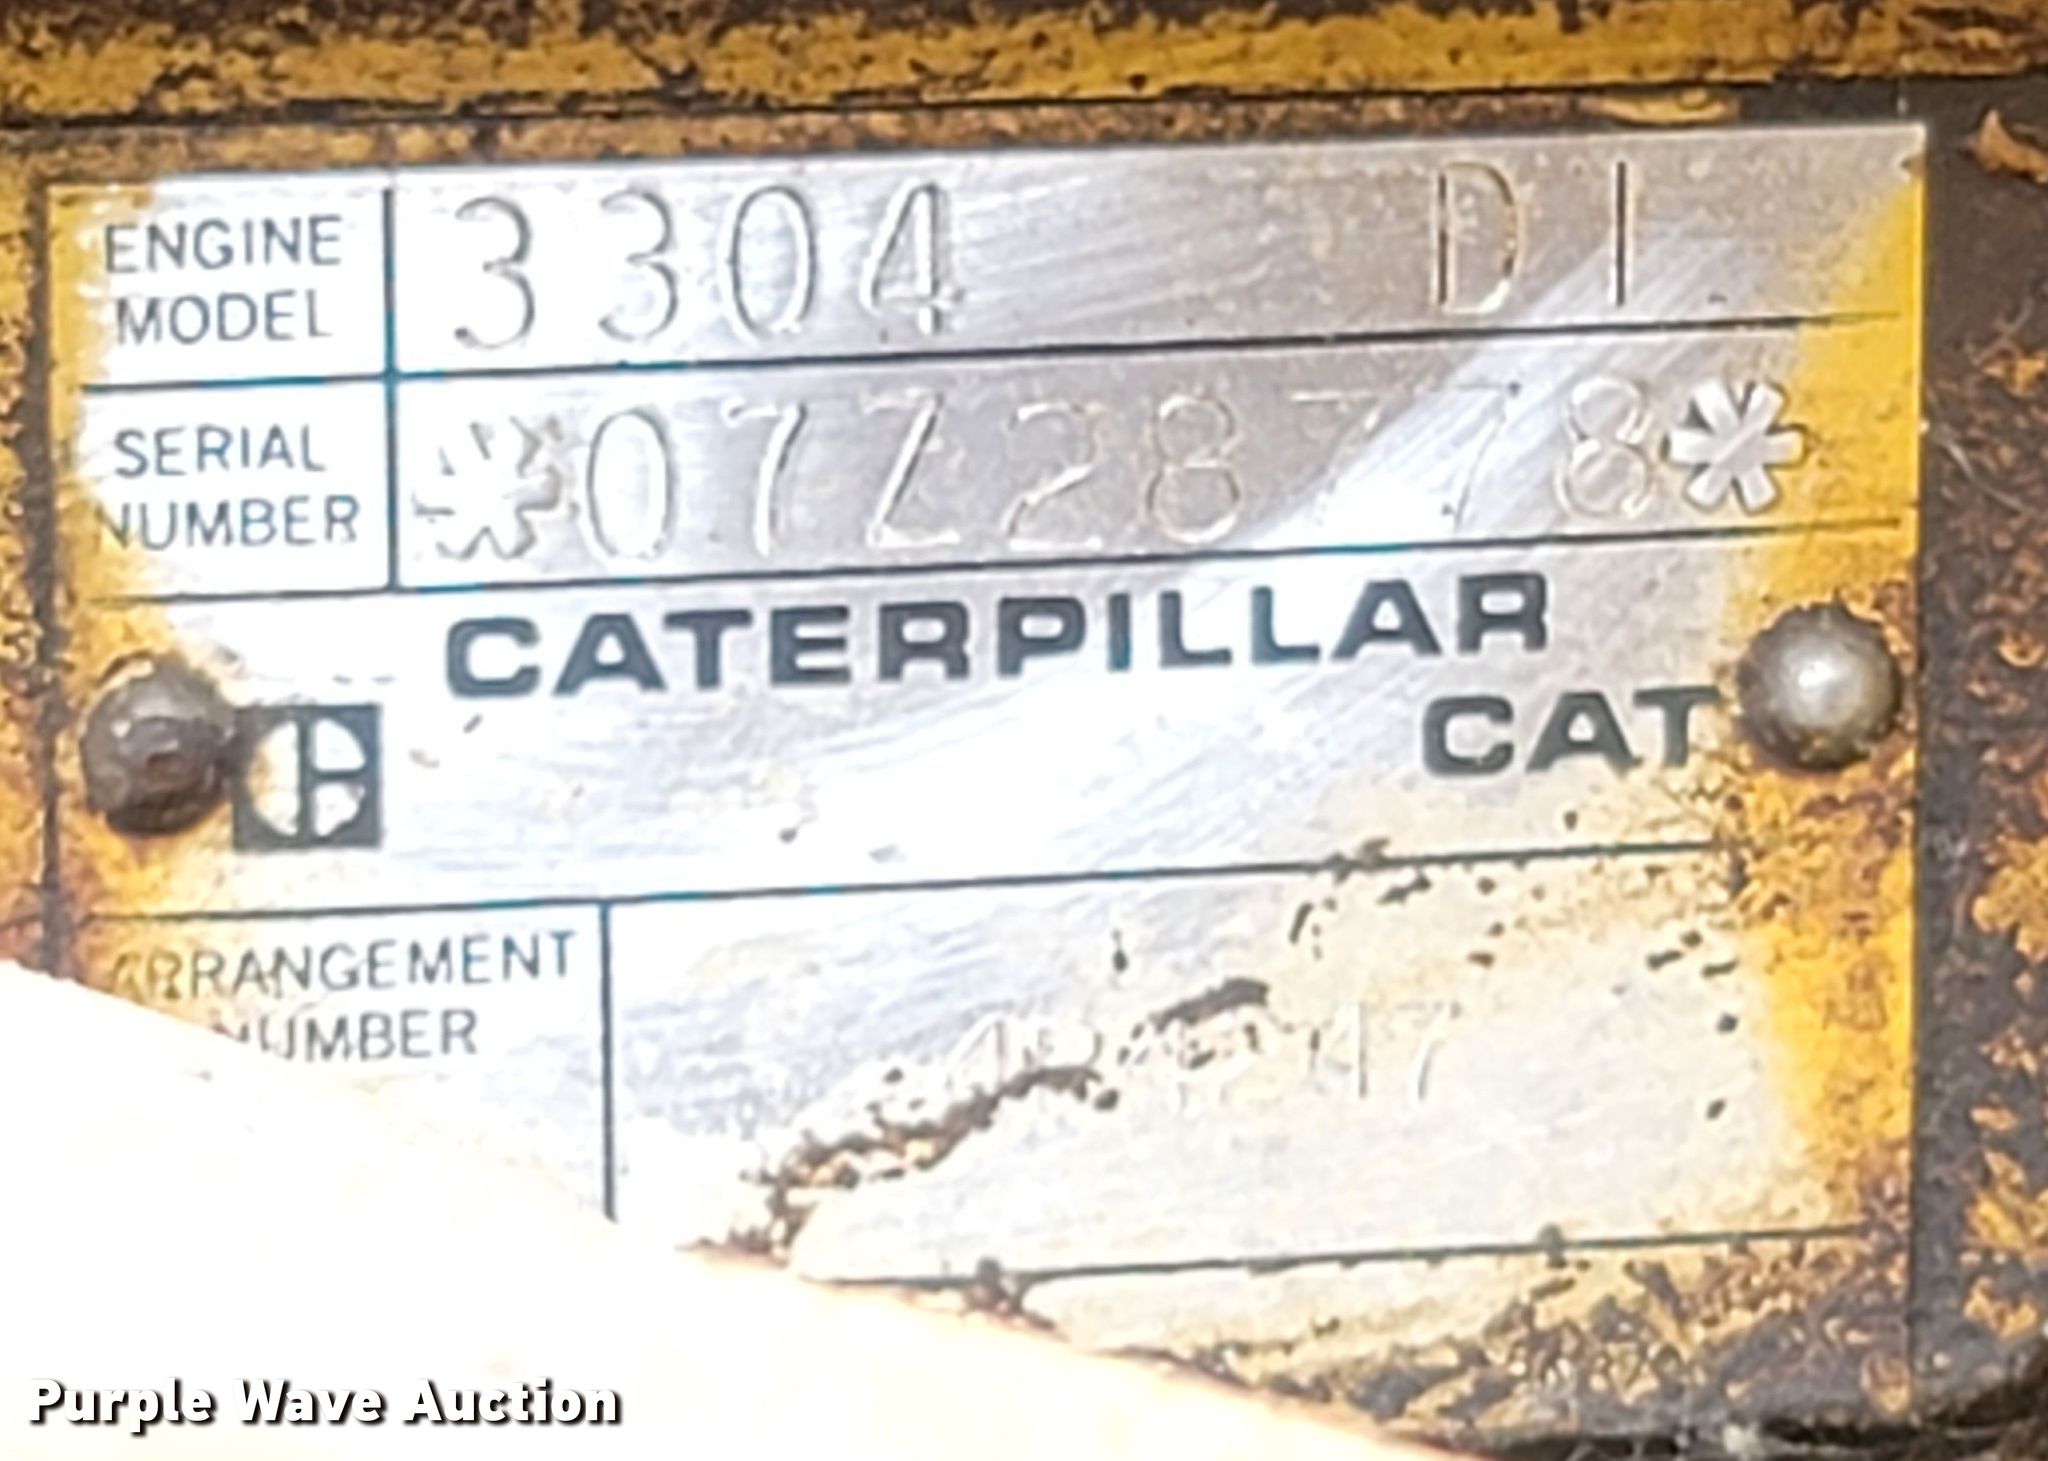 ENGINE MODEL 3304 DI
SERIAL NUMBER *07Z28778*
CATERPILLAR
CAT
ARRANGEMENT
NUMBER
Purple Wave Auction